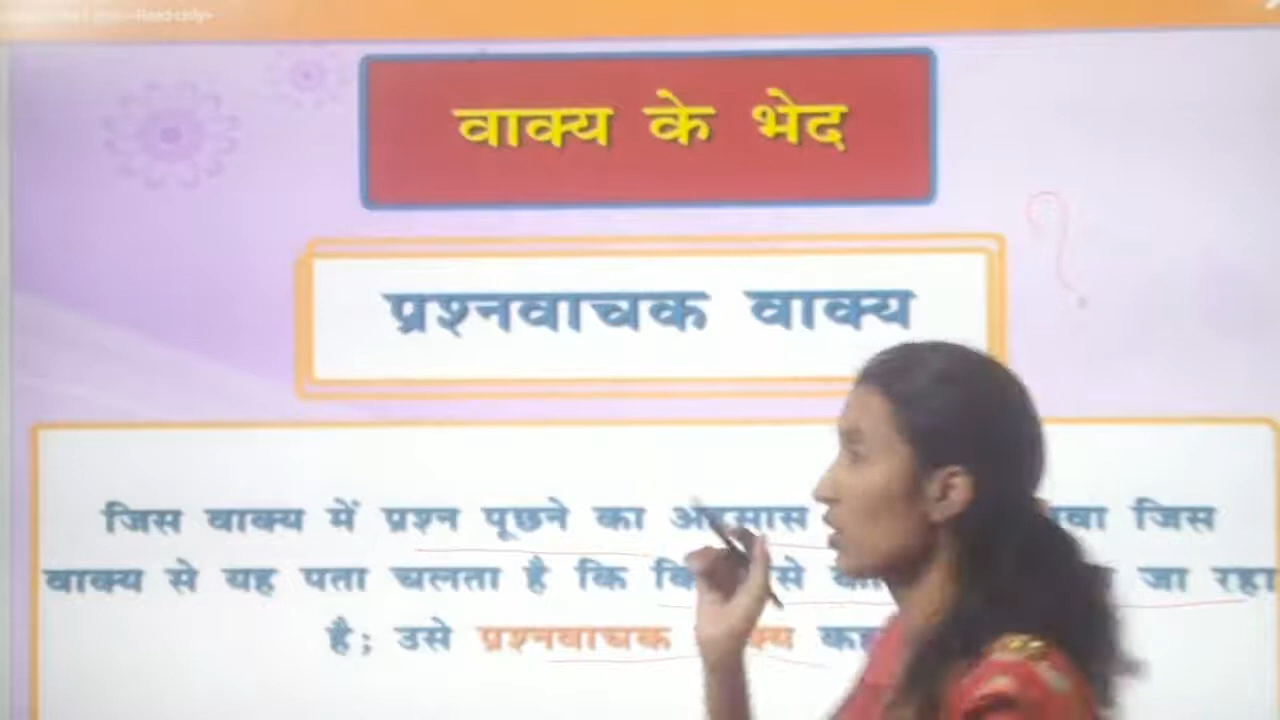 वाक्य के भेद
?
प्रश्नवाचक वाक्य
जिस वाक्य में प्रश्न पूछने का जिस
वाक्य से यह पता चलता है कि से जा रहा
है; उसे प्रश्नवाचक